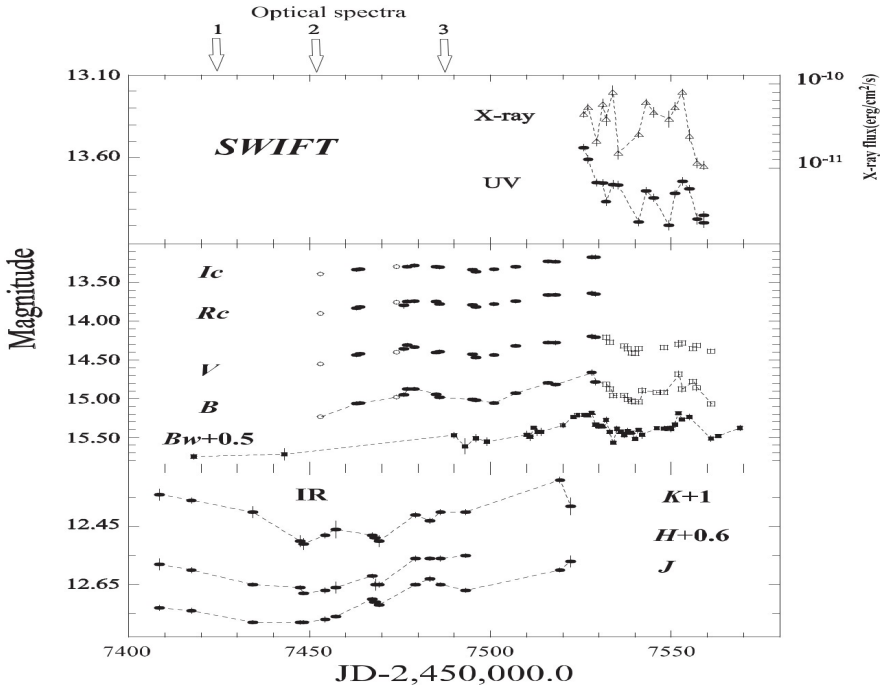 Optical spectra
1 2 3
13.10
10^-10
X-ray
SWIFT
13.60
10^-11
UV
X-ray flux(erg/cm^2/s)
Magnitude
Ic
13.50
Rc
14.00
14.50
V
15.00
B
15.50
Bw+0.5
IR
K+1
12.45
H+0.6
J
12.65
7400 7450 7500 7550
JD-2,450,000.0